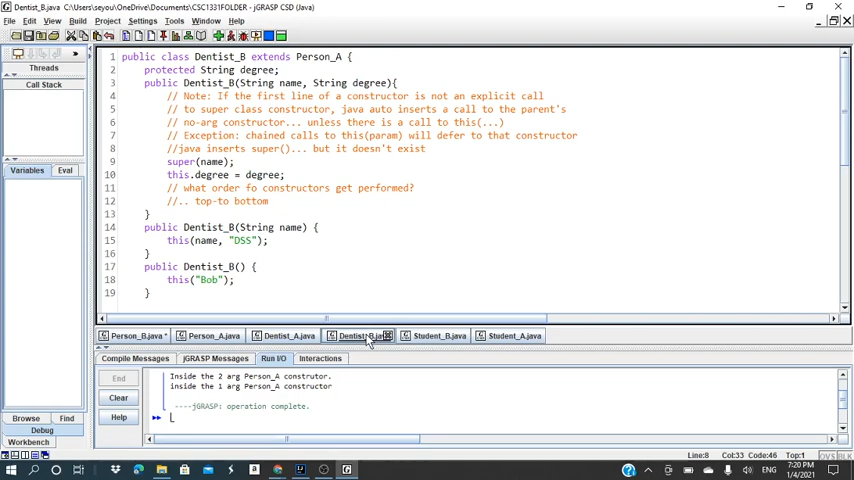 Dentist_B.java C:\Users\seyou\OneDrive\Documents\CSC1331FOLDER - jGRASP CSD (Java)
File Edit View Build Project Settings Tools Window Help
Threads
Call Stack
Variables Eval
1 public class Dentist_B extends Person_A {
2 protected String degree;
3 public Dentist_B(String name, String degree){
4 // Note: If the first line of a constructor is not an explicit call
5 // to super class constructor, java auto inserts a call to the parent's
6 // no-arg constructor... unless there is a call to this(...)
7 // Exception: chained calls to this(param) will defer to that constructor
8 //java inserts super()... but it doesn't exist
9 super(name);
10 this.degree = degree;
11 // what order fo constructors get performed?
12 //.. top-to bottom
13 }
14 public Dentist_B(String name) {
15 this(name, "DSS");
16 }
17 public Dentist_B() {
18 this("Bob");
19 }
Person_B.java * Person_A.java Dentist_A.java Dentist_B.java Student_B.java Student_A.java
Compile Messages jGRASP Messages Run I/O Interactions
End
Clear
Help
Inside the 2 arg Person_A construtor.
inside the 1 arg Person_A constructor
----jGRASP: operation complete.
Browse Find
Debug
Workbench
Line:8 Col:33 Code:46 Top:1 OVS BLK
ENG
7:20 PM
1/4/2021